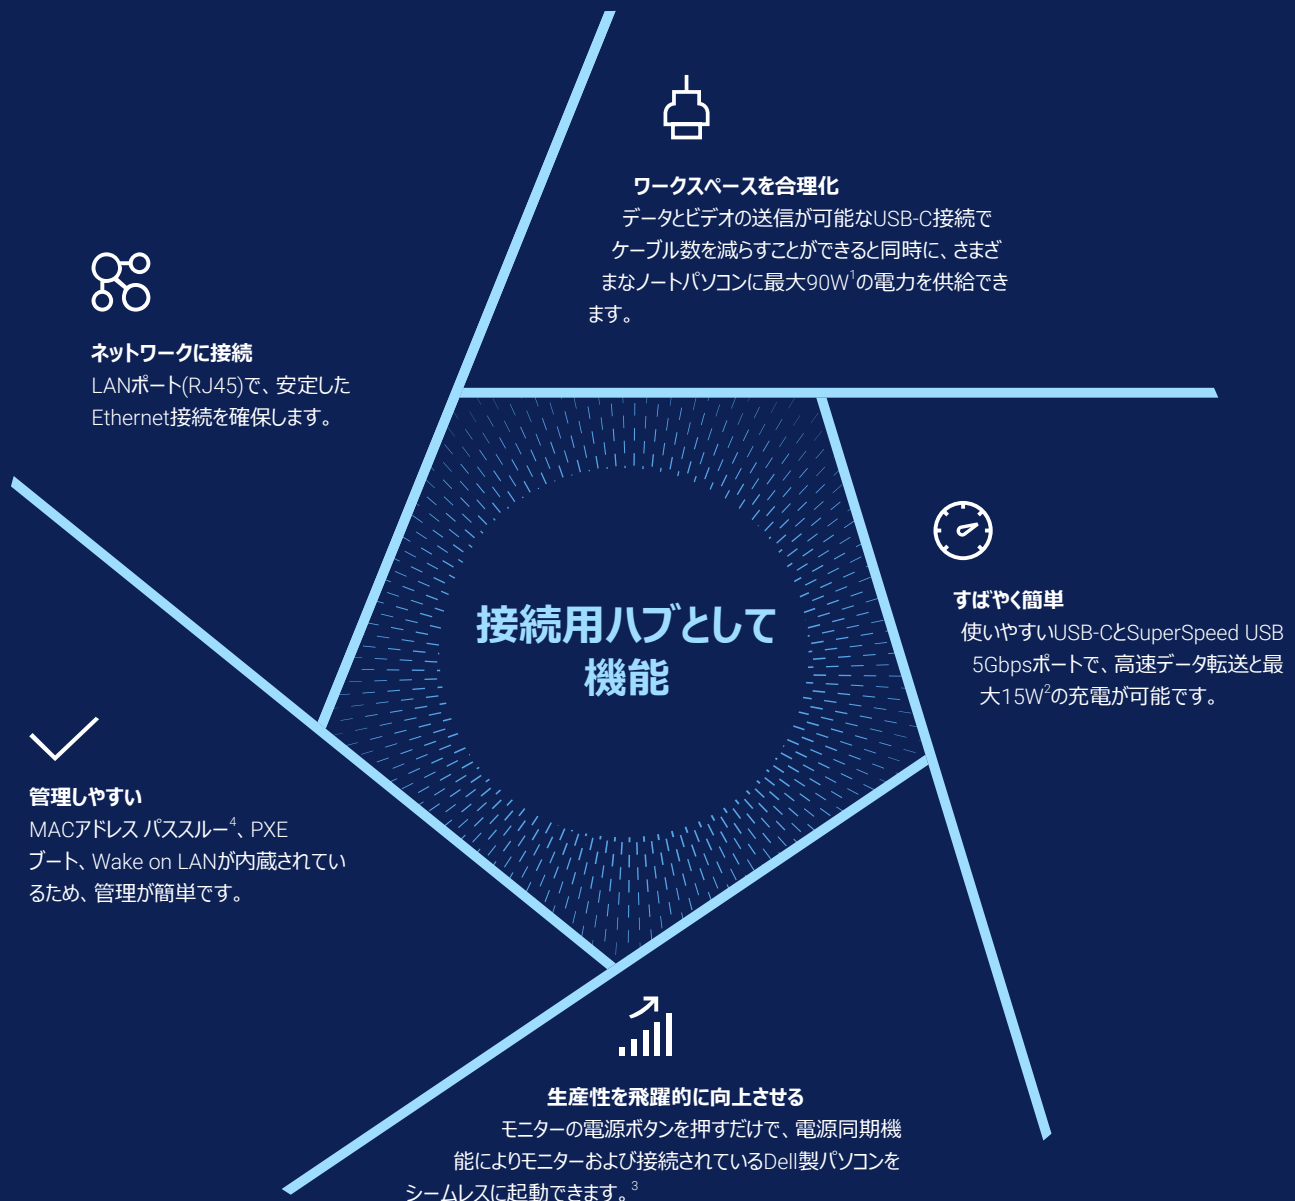 ワークスペースを合理化
データとビデオの送信が可能なUSB-C接続で
ケーブル数を減らすことができると同時に、さまざ
まなノートパソコンに最大90W¹の電力を供給でき
ます。
ネットワークに接続
LANポート(RJ45)で、安定した
Ethernet接続を確保します。
接続用ハブとして
機能
すばやく簡単
使いやすいUSB-CとSuperSpeed USB
5Gbpsポートで、高速データ転送と最
大15W²の充電が可能です。
管理しやすい
MACアドレス パススルー⁴、PXE
ブート、Wake on LANが内蔵されてい
るため、管理が簡単です。
生産性を飛躍的に向上させる
モニターの電源ボタンを押すだけで、電源同期機
能によりモニターおよび接続されているDell製パソコンを
シームレスに起動できます。³